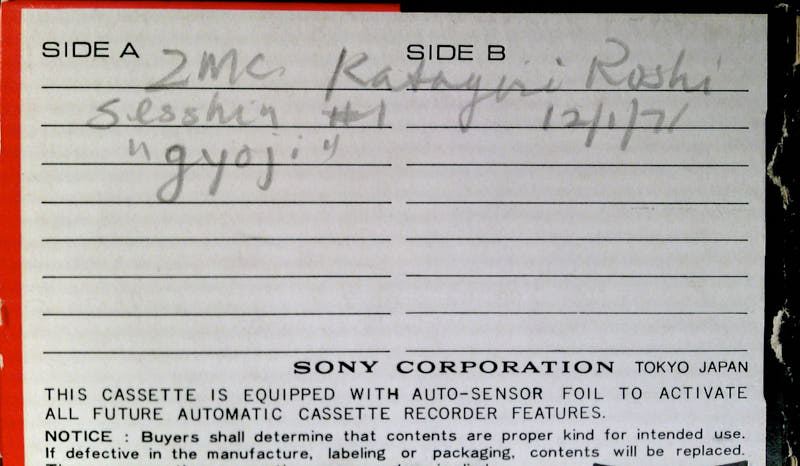 SIDE A SIDE B
ZMC Katagiri Roshi
Sesshin #1 12/1/71
"gyoji"
SONY CORPORATION TOKYO JAPAN
THIS CASSETTE IS EQUIPPED WITH AUTO-SENSOR FOIL TO ACTIVATE
ALL FUTURE AUTOMATIC CASSETTE RECORDER FEATURES.
NOTICE : Buyers shall determine that contents are proper kind for intended use.
If defective in the manufacture, labeling or packaging, contents will be replaced.